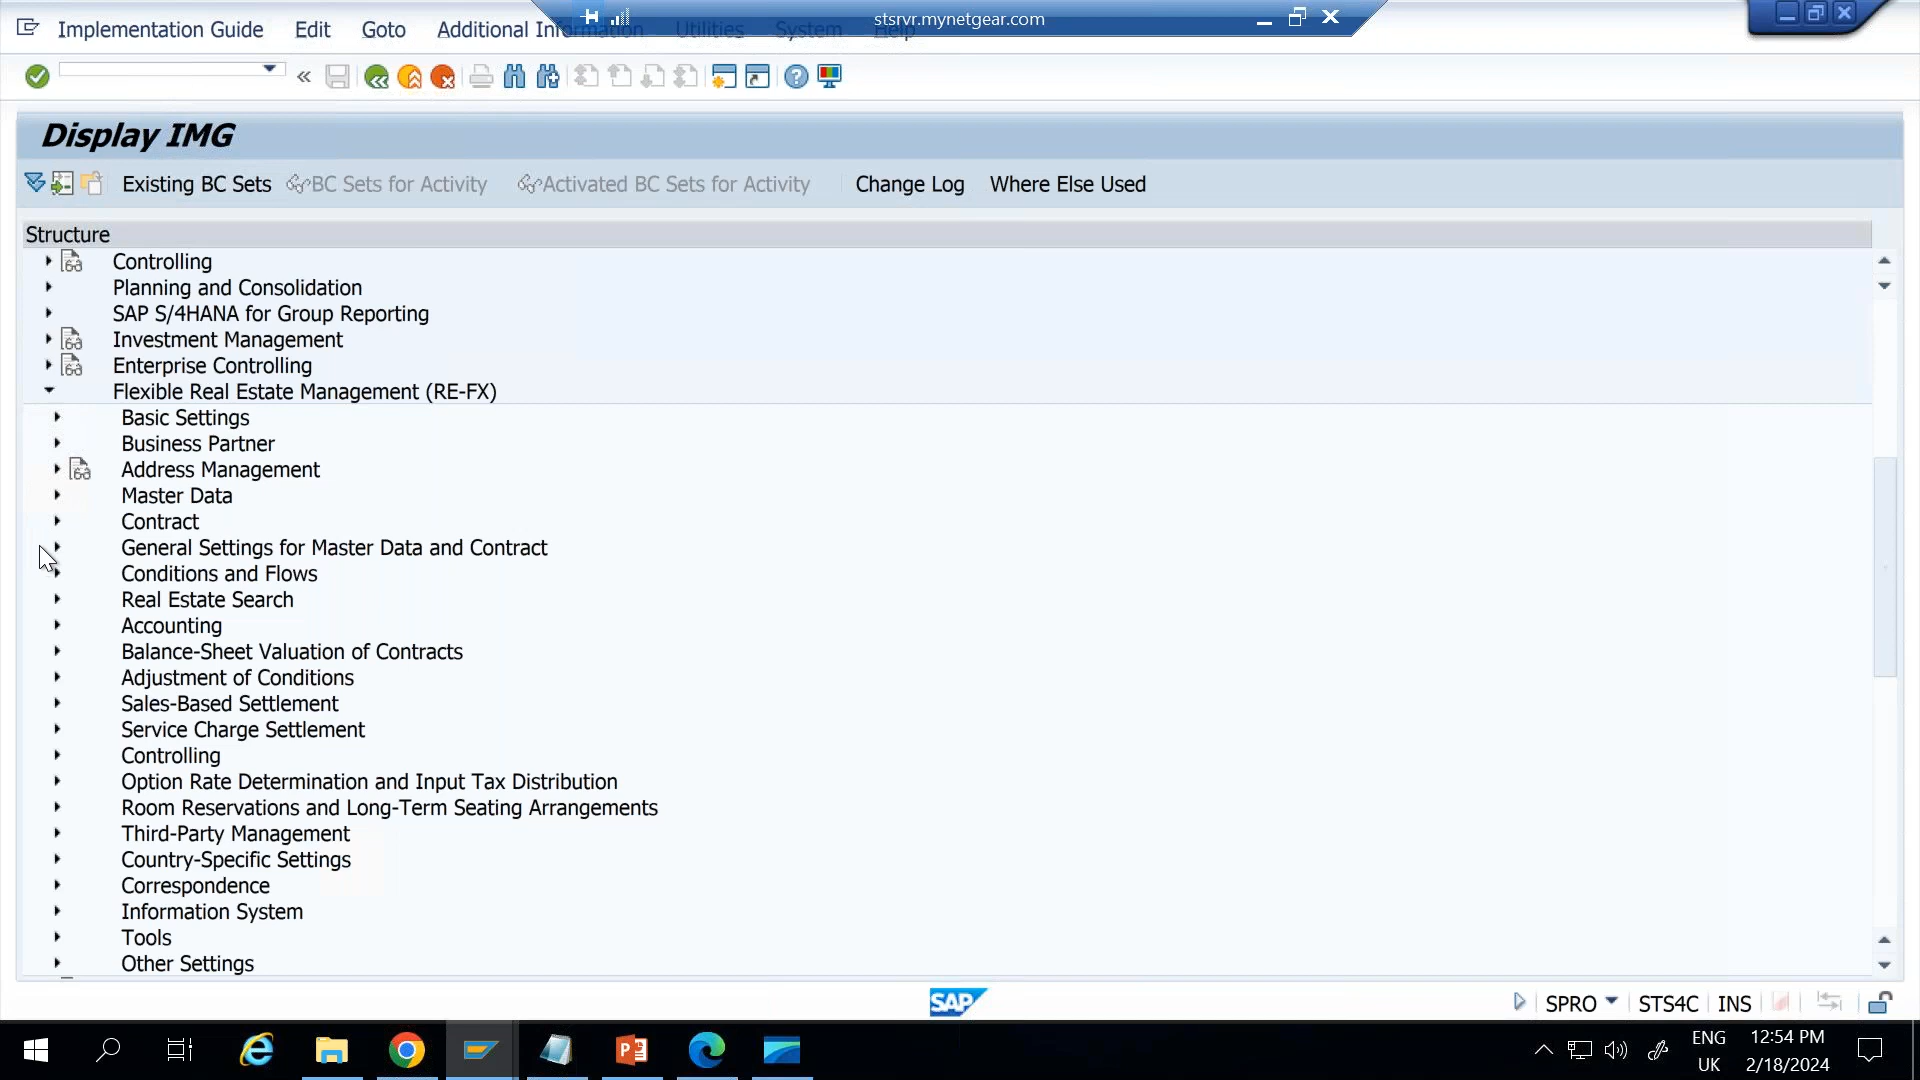 stsrvr.mynetgear.com
Implementation Guide Edit Goto Additional Information Utilities System Help
Display IMG
Existing BC Sets BC Sets for Activity Activated BC Sets for Activity Change Log Where Else Used
Structure
Controlling
Planning and Consolidation
SAP S/4HANA for Group Reporting
Investment Management
Enterprise Controlling
Flexible Real Estate Management (RE-FX)
Basic Settings
Business Partner
Address Management
Master Data
Contract
General Settings for Master Data and Contract
Conditions and Flows
Real Estate Search
Accounting
Balance-Sheet Valuation of Contracts
Adjustment of Conditions
Sales-Based Settlement
Service Charge Settlement
Controlling
Option Rate Determination and Input Tax Distribution
Room Reservations and Long-Term Seating Arrangements
Third-Party Management
Country-Specific Settings
Correspondence
Information System
Tools
Other Settings
SAP SPRO STS4C INS
ENG 12:54 PM
UK 2/18/2024